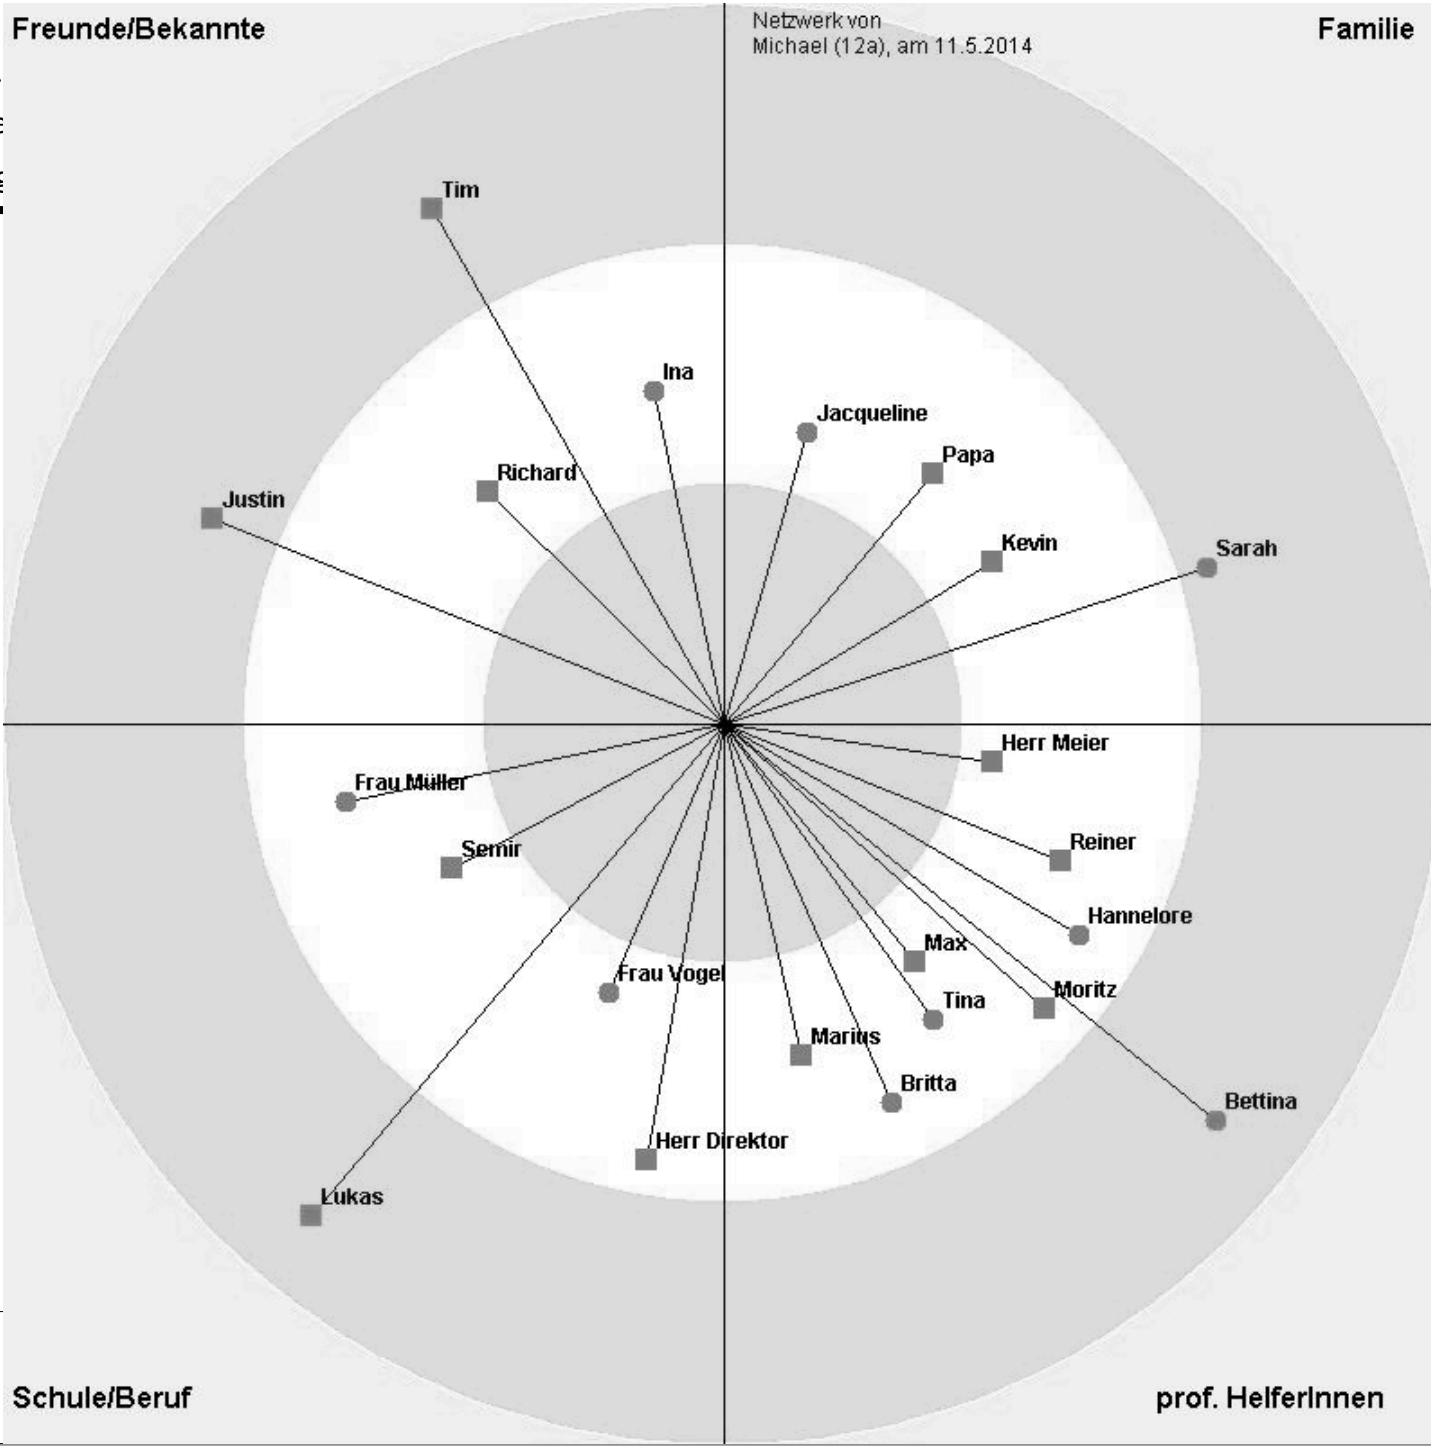 Freunde/Bekannte
Netzwerk von
Michael (12a), am 11.5.2014
Familie
Tim
Ina
Jacqueline
Papa
Richard
Justin
Kevin
Sarah
Herr Meier
Frau Müller
Reiner
Semir
Hannelore
Max
Frau Vogel
Moritz
Tina
Marius
Britta
Bettina
Herr Direktor
Lukas
Schule/Beruf
prof. HelferInnen